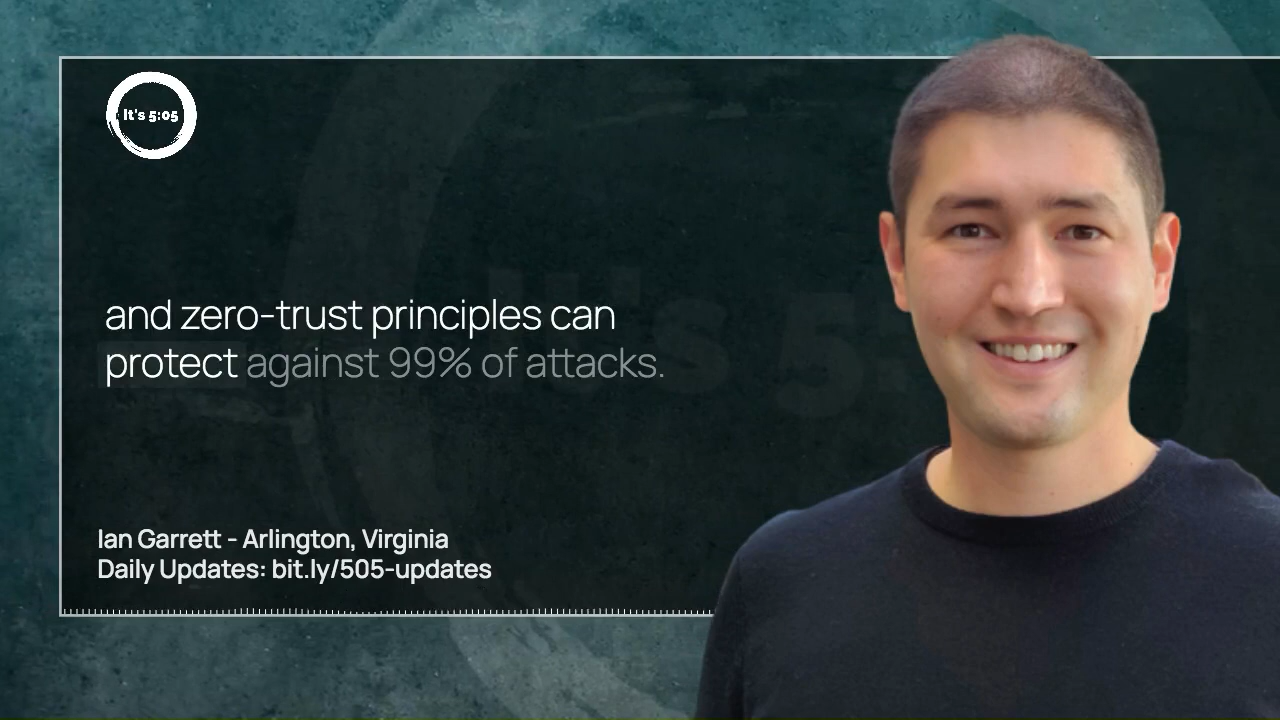 It's 5:05
and zero-trust principles can
protect against 99% of attacks.
Ian Garrett - Arlington, Virginia
Daily Updates: bit.ly/505-updates